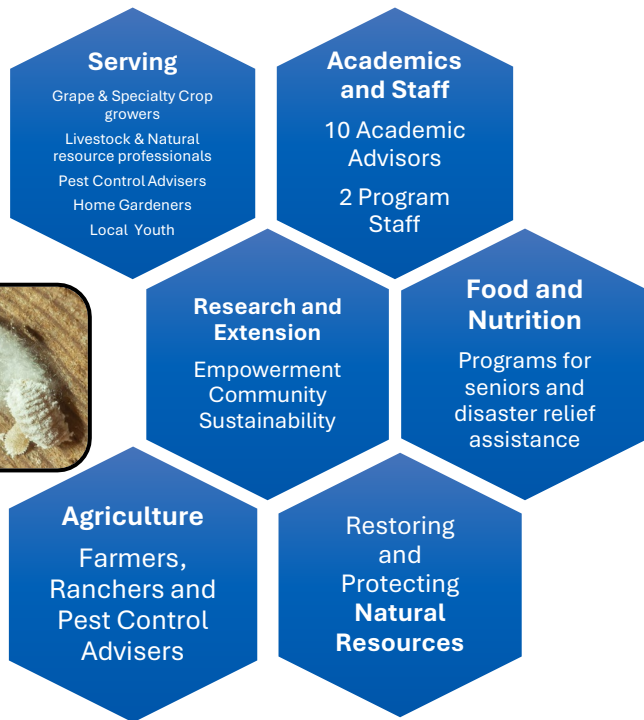 Serving
Grape & Specialty Crop
growers
Livestock & Natural
resource professionals
Pest Control Advisers
Home Gardeners
Local Youth
Academics
and Staff
10 Academic
Advisors
2 Program
Staff
Research and
Extension
Empowerment
Community
Sustainability
Food and
Nutrition
Programs for
seniors and
disaster relief
assistance
Agriculture
Farmers,
Ranchers and
Pest Control
Advisers
Restoring
and
Protecting
Natural
Resources